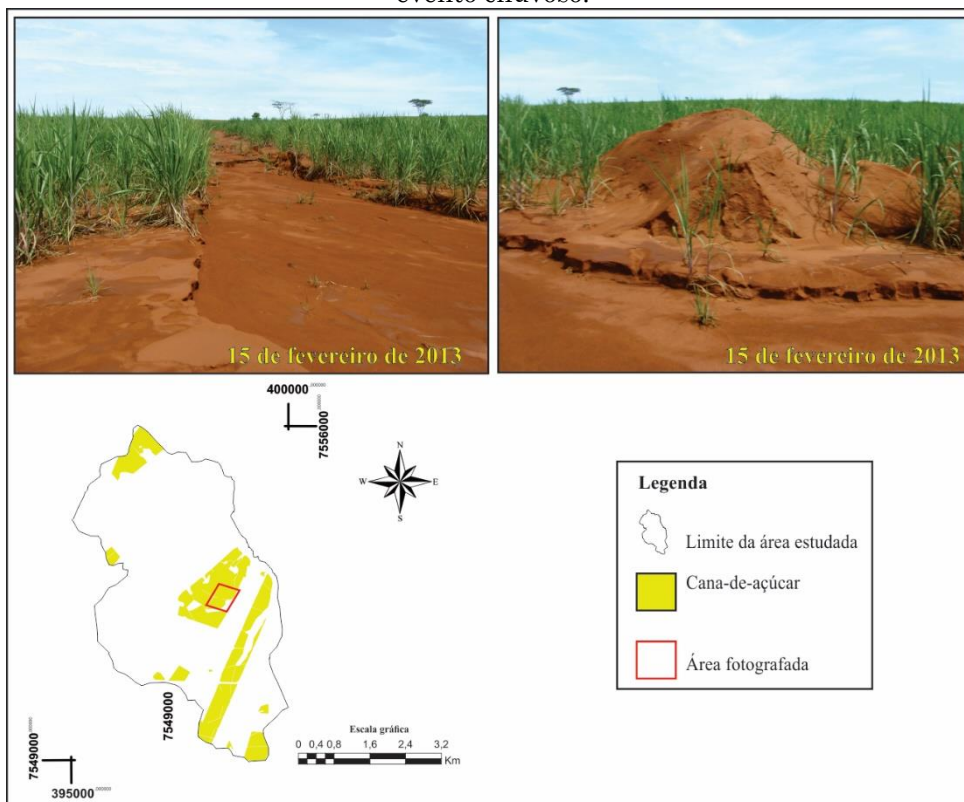 evento chuvoso.
15 de fevereiro de 2013
15 de fevereiro de 2013
400000
7556000
N
W
E
S
Legenda
Limite da área estudada
Cana-de-açúcar
Área fotografada
7549000
Escala gráfica
0 0,4 0,8 1,6 2,4 3,2
Km
7549000
395000